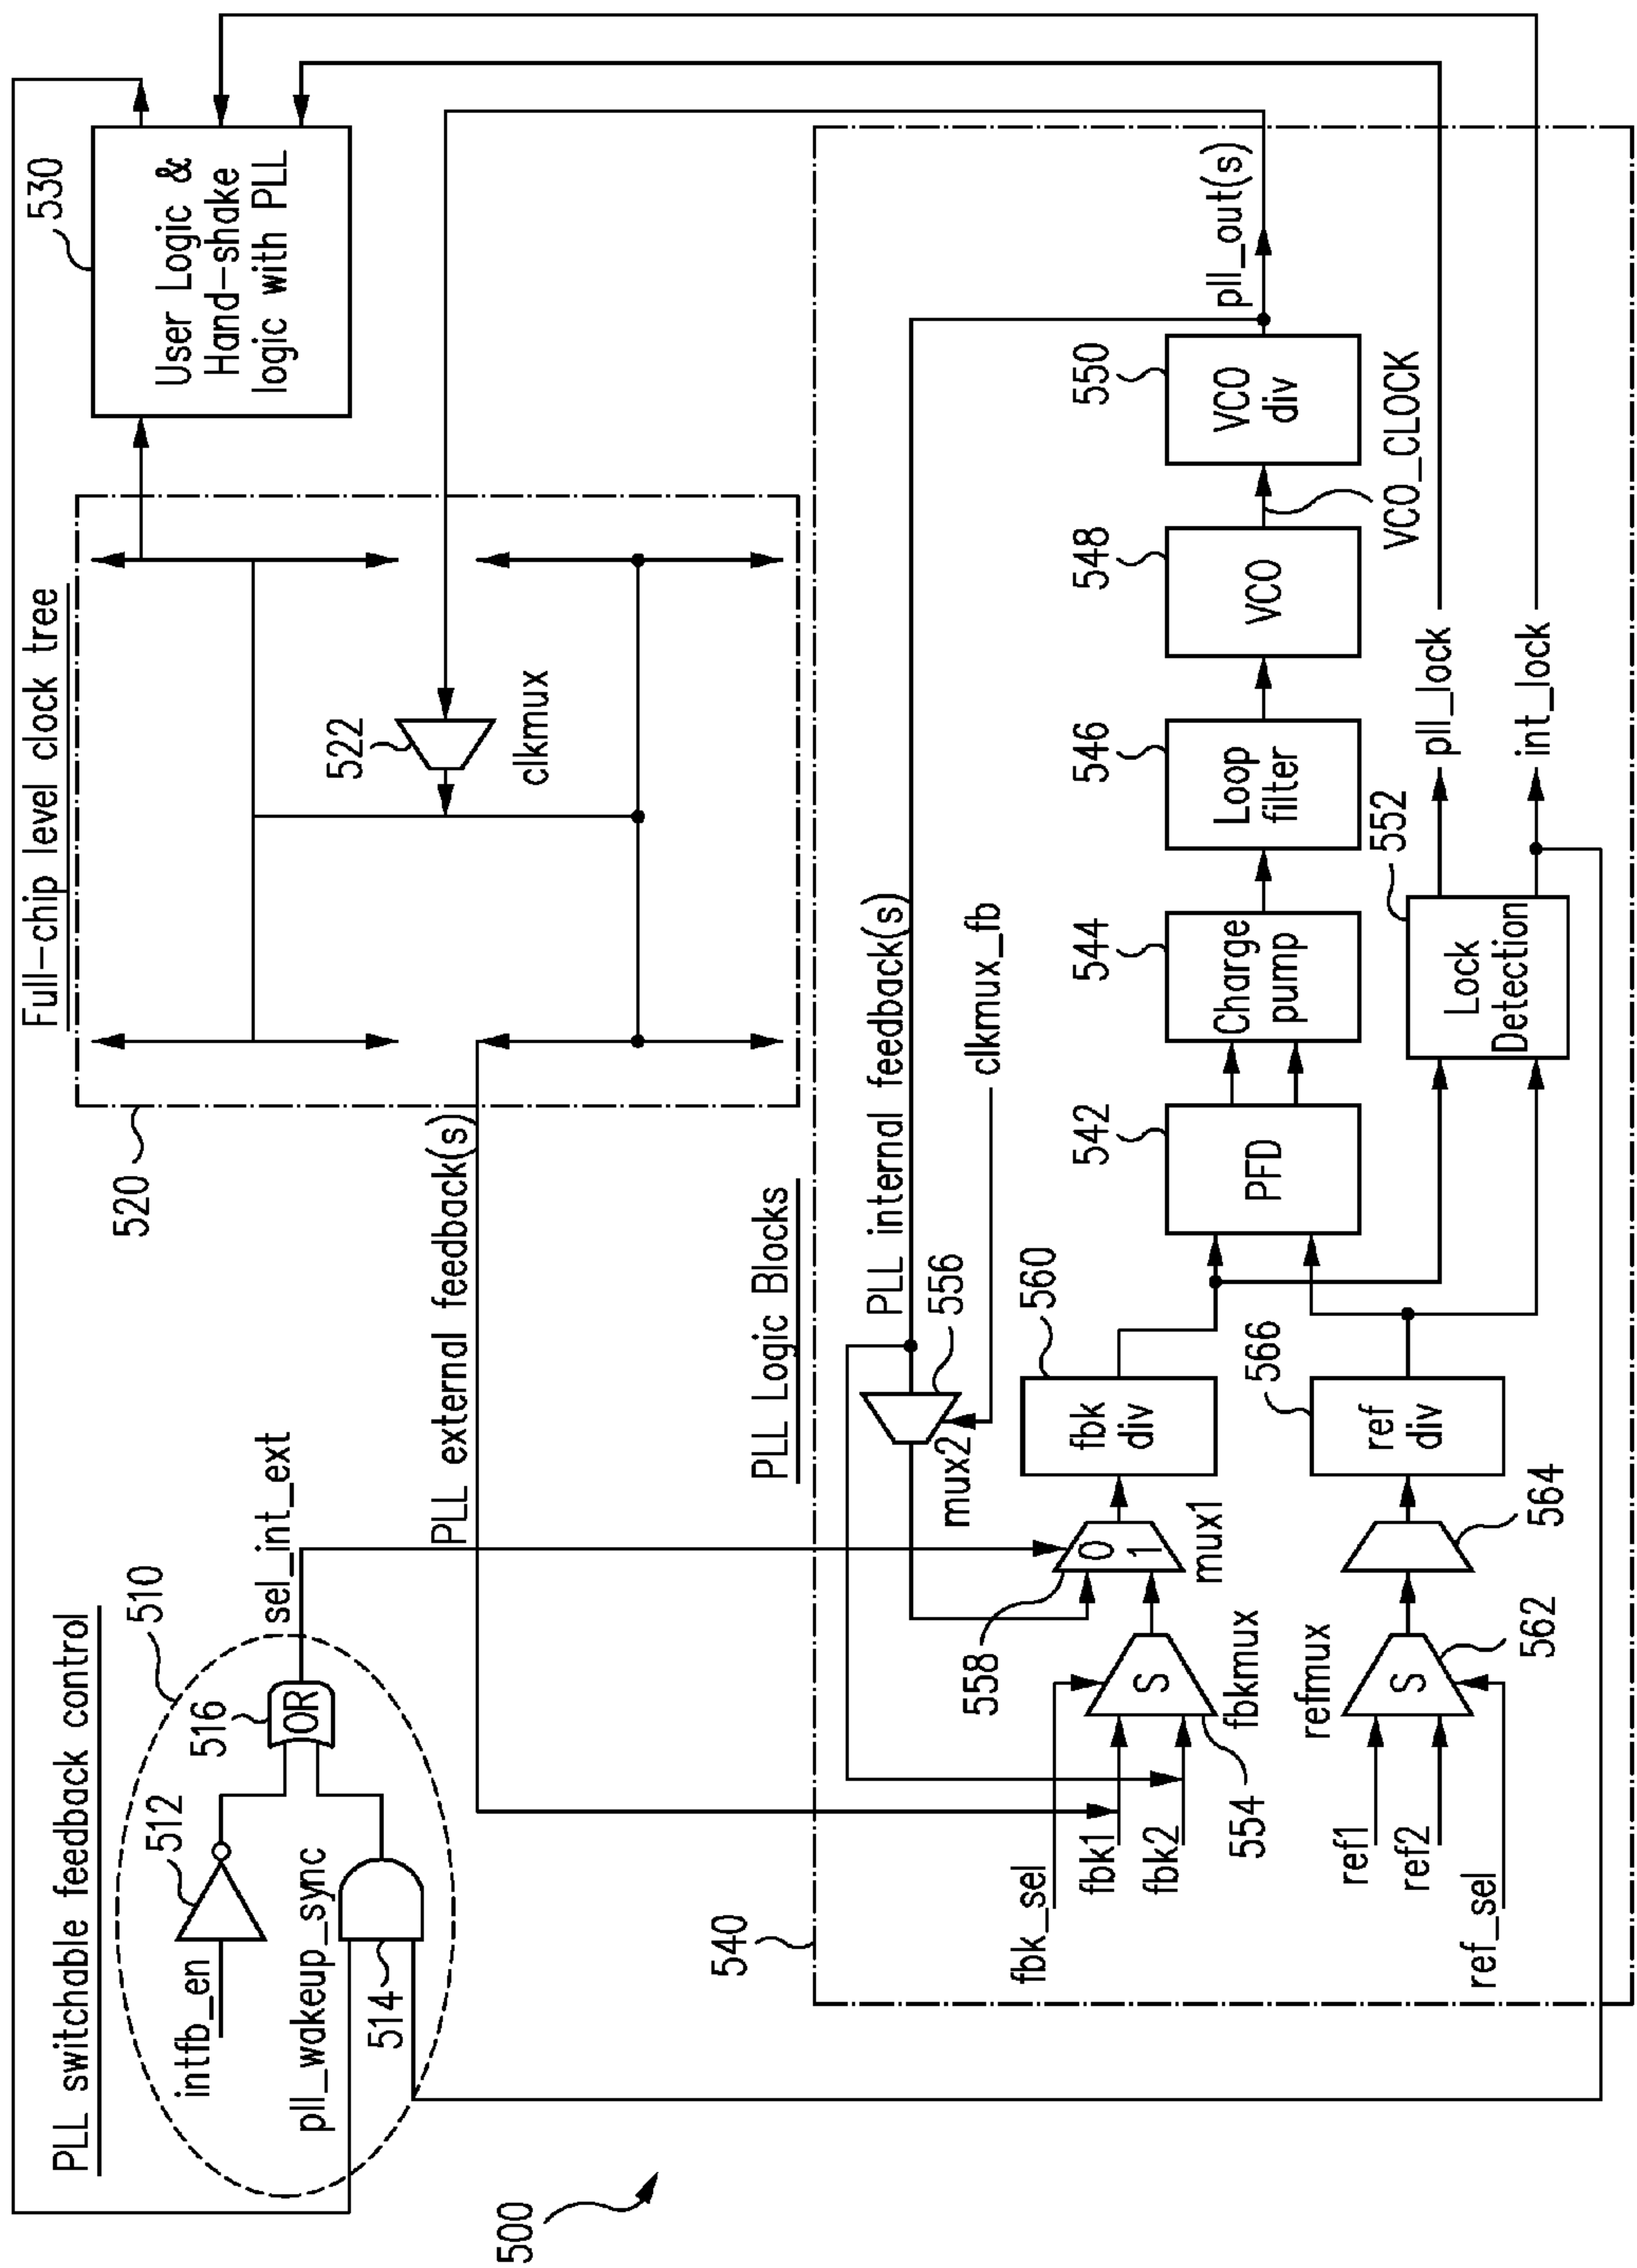 PLL switchable feedback control
510
512
intfb_en
516
OR
sel_int_ext
pll_wakeup_sync
514
500
Full-chip level clock tree
520
522
clkmux
530
User Logic &
Hand-shake
logic with PLL
PLL external feedback(s)
PLL Logic Blocks
540
PLL internal feedback(s)
556
mux2
clkmux_fb
558
0
1
mux1
fbk_sel
fbk1
fbk2
S
fbkmux
554
560
fbk
div
refmux
ref1
ref2
ref_sel
S
562
564
566
ref
div
542
PFD
544
Charge
pump
546
Loop
filter
548
VCO
VCO_CLOCK
550
VCO
div
pll_out(s)
552
Lock
Detection
pll_lock
int_lock